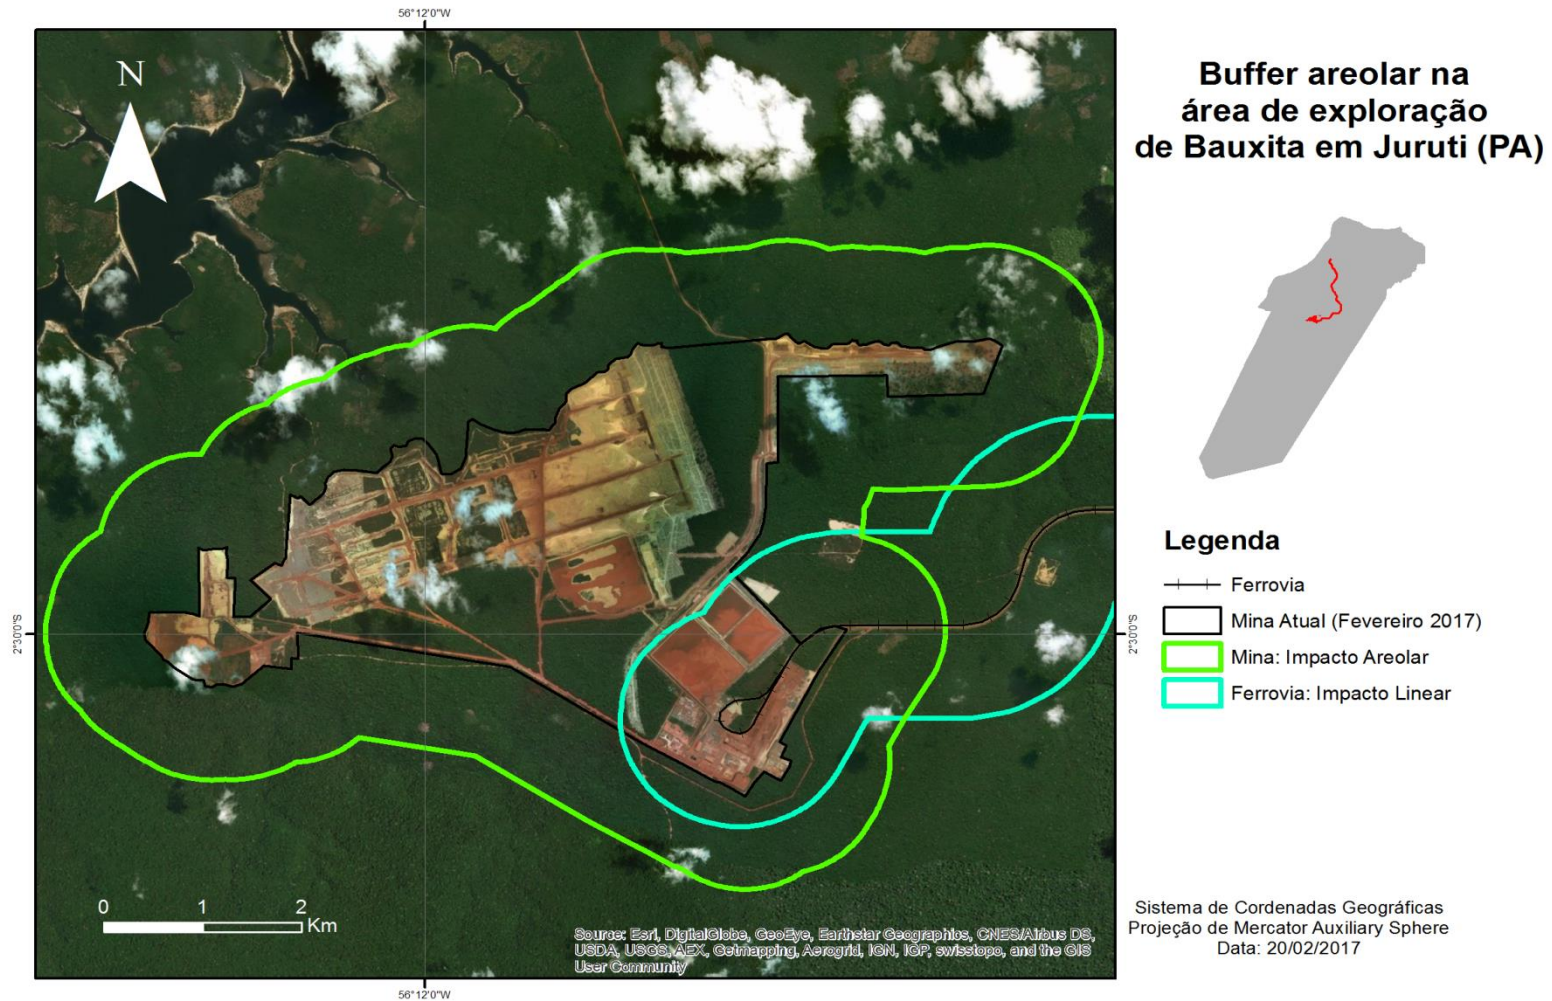 56°12'0"W
N
Buffer areolar na
área de exploração
de Bauxita em Juruti (PA)
Legenda
Ferrovia
Mina Atual (Fevereiro 2017)
Mina: Impacto Areolar
Ferrovia: Impacto Linear
2°30'0"S
2°30'0"S
0 1 2
Km
Source: Esri, DigitalGlobe, GeoEye, Earthstar Geographics, CNES/Airbus DS,
USDA, USGS, AEX, Getmapping, Aerogrid, IGN, IGP, swisstopo, and the GIS
User Community
Sistema de Cordenadas Geográficas
Projeção de Mercator Auxiliary Sphere
Data: 20/02/2017
56°12'0"W